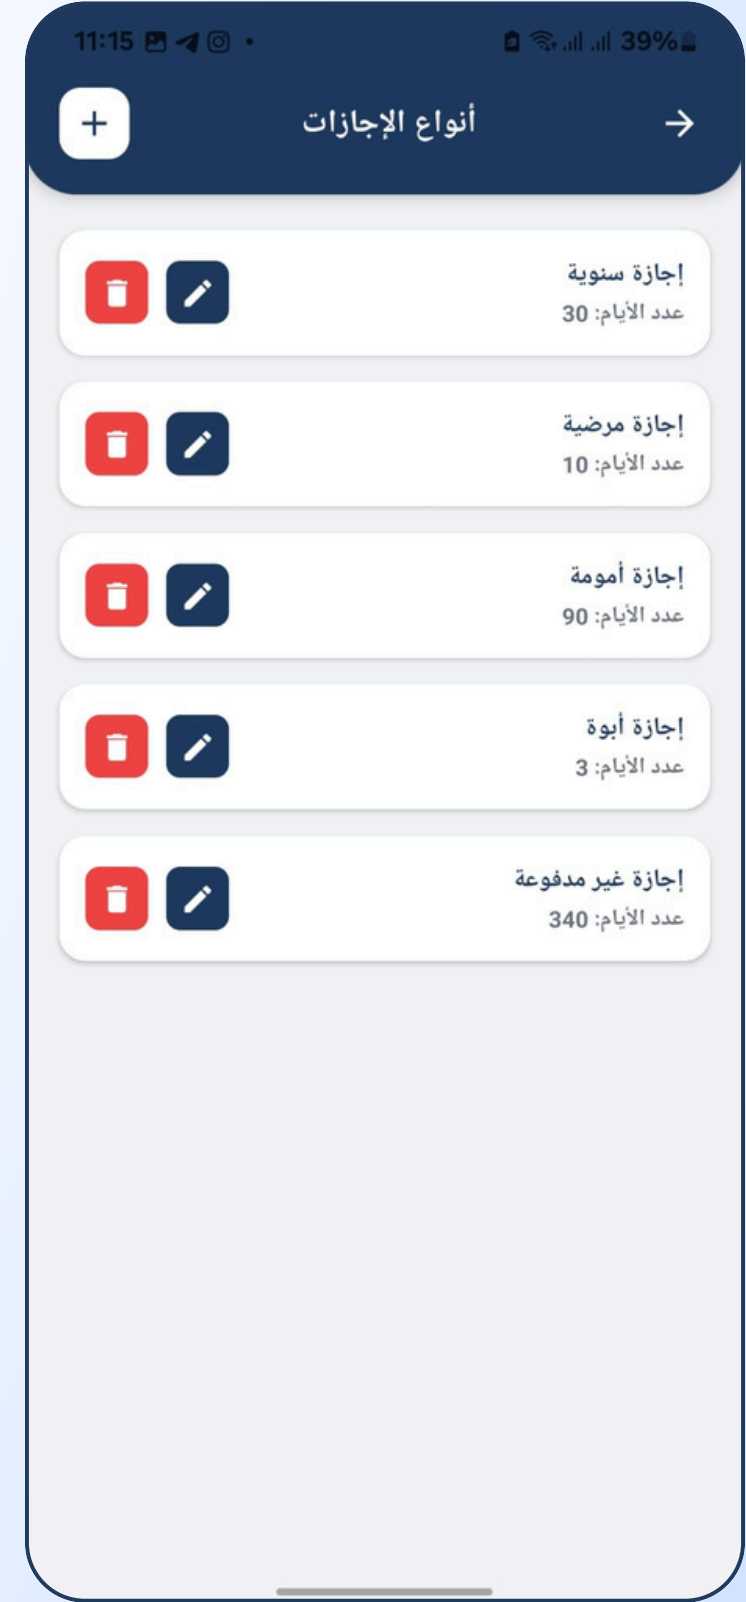 11:15 39%
أنواع الإجازات
إجازة سنوية
عدد الأيام: 30
إجازة مرضية
عدد الأيام: 10
إجازة أمومة
عدد الأيام: 90
إجازة أبوة
عدد الأيام: 3
إجازة غير مدفوعة
عدد الأيام: 340